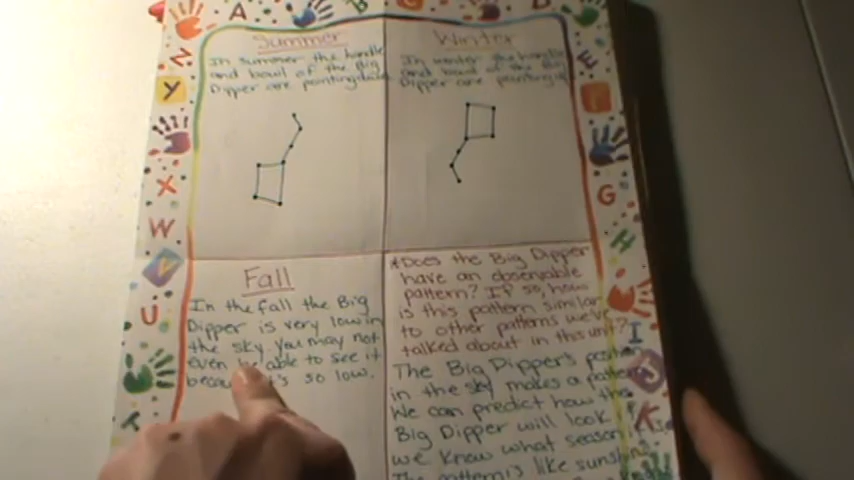 Summer
In summer the handle
and bowl of the Big
Dipper are pointing down
Winter
In winter the handle
and bowl of the Big
Dipper are pointing
Fall
In the fall the Big
Dipper is very low in
the sky. You may not
even be able to see it
because it's so low.
*Does the Big Dipper
have an observable
pattern? If so, how
is this pattern similar
to other patterns we've
talked about in this unit?
The Big Dipper's position
in the sky makes a pattern
We can predict how the
Big Dipper will look if
we know what season
The pattern is like
A
B
C
D
E
F
G
H
I
J
K
T
U
V
W
X
Y
Z